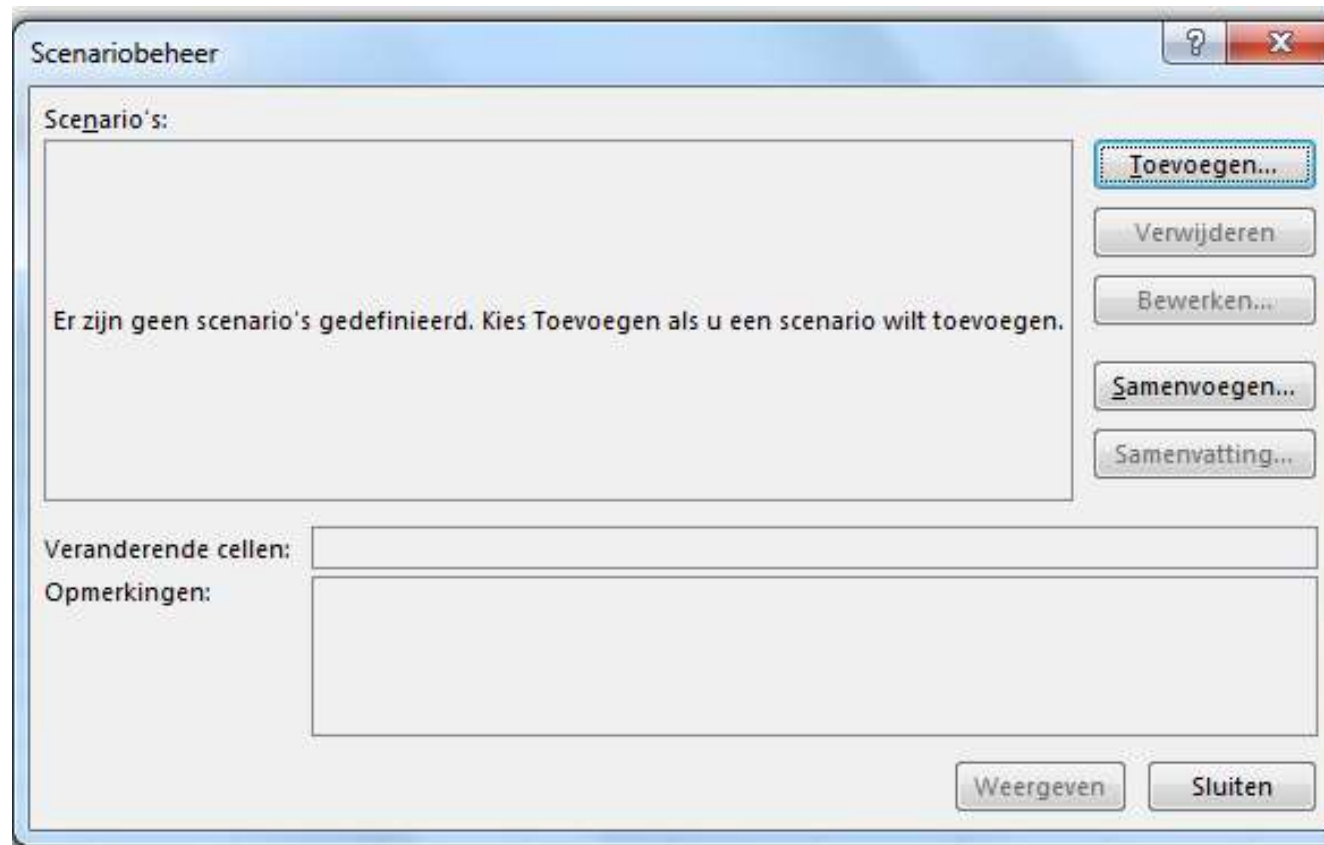 Scenariobeheer
?
Scenario's:
Er zijn geen scenario's gedefinieerd. Kies Toevoegen als u een scenario wilt toevoegen.
Toevoegen...
Verwijderen
Bewerken...
Samenvoegen...
Samenvatting...
Veranderende cellen:
Opmerkingen:
Weergeven
Sluiten